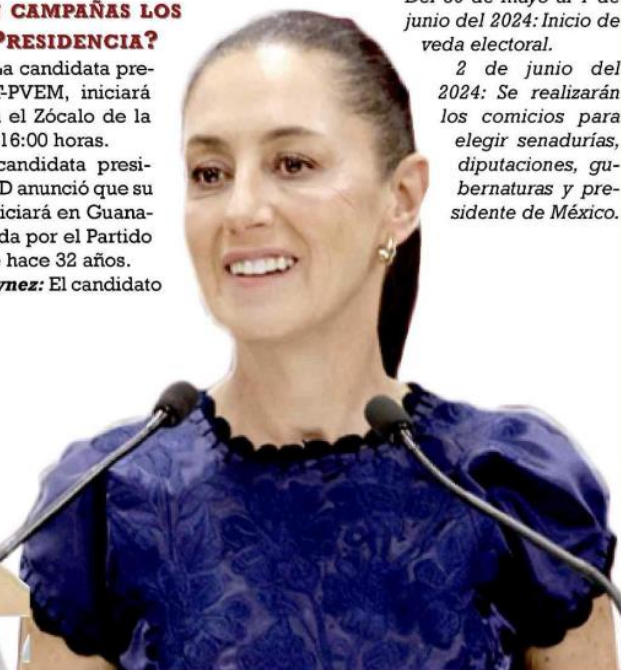 CAMPAÑAS LOS
PRESIDENCIA?
La candidata pre-
T-PVEM, iniciará
el Zócalo de la
16:00 horas.
candidata presi-
D anunció que su
iciará en Guana-
da por el Partido
hace 32 años.
ynez: El candidato
junio del 2024: Inicio de
veda electoral.
2 de junio del
2024: Se realizarán
los comicios para
elegir senadurías,
diputaciones, gu-
bernaturas y pre-
sidente de México.